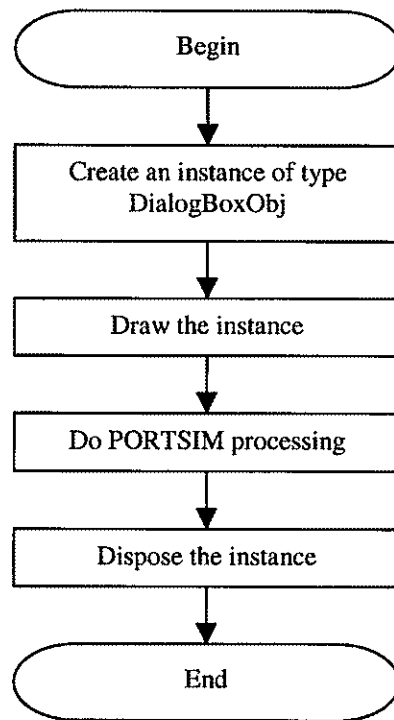 Begin
Create an instance of type
DialogBoxObj
Draw the instance
Do PORTSIM processing
Dispose the instance
End